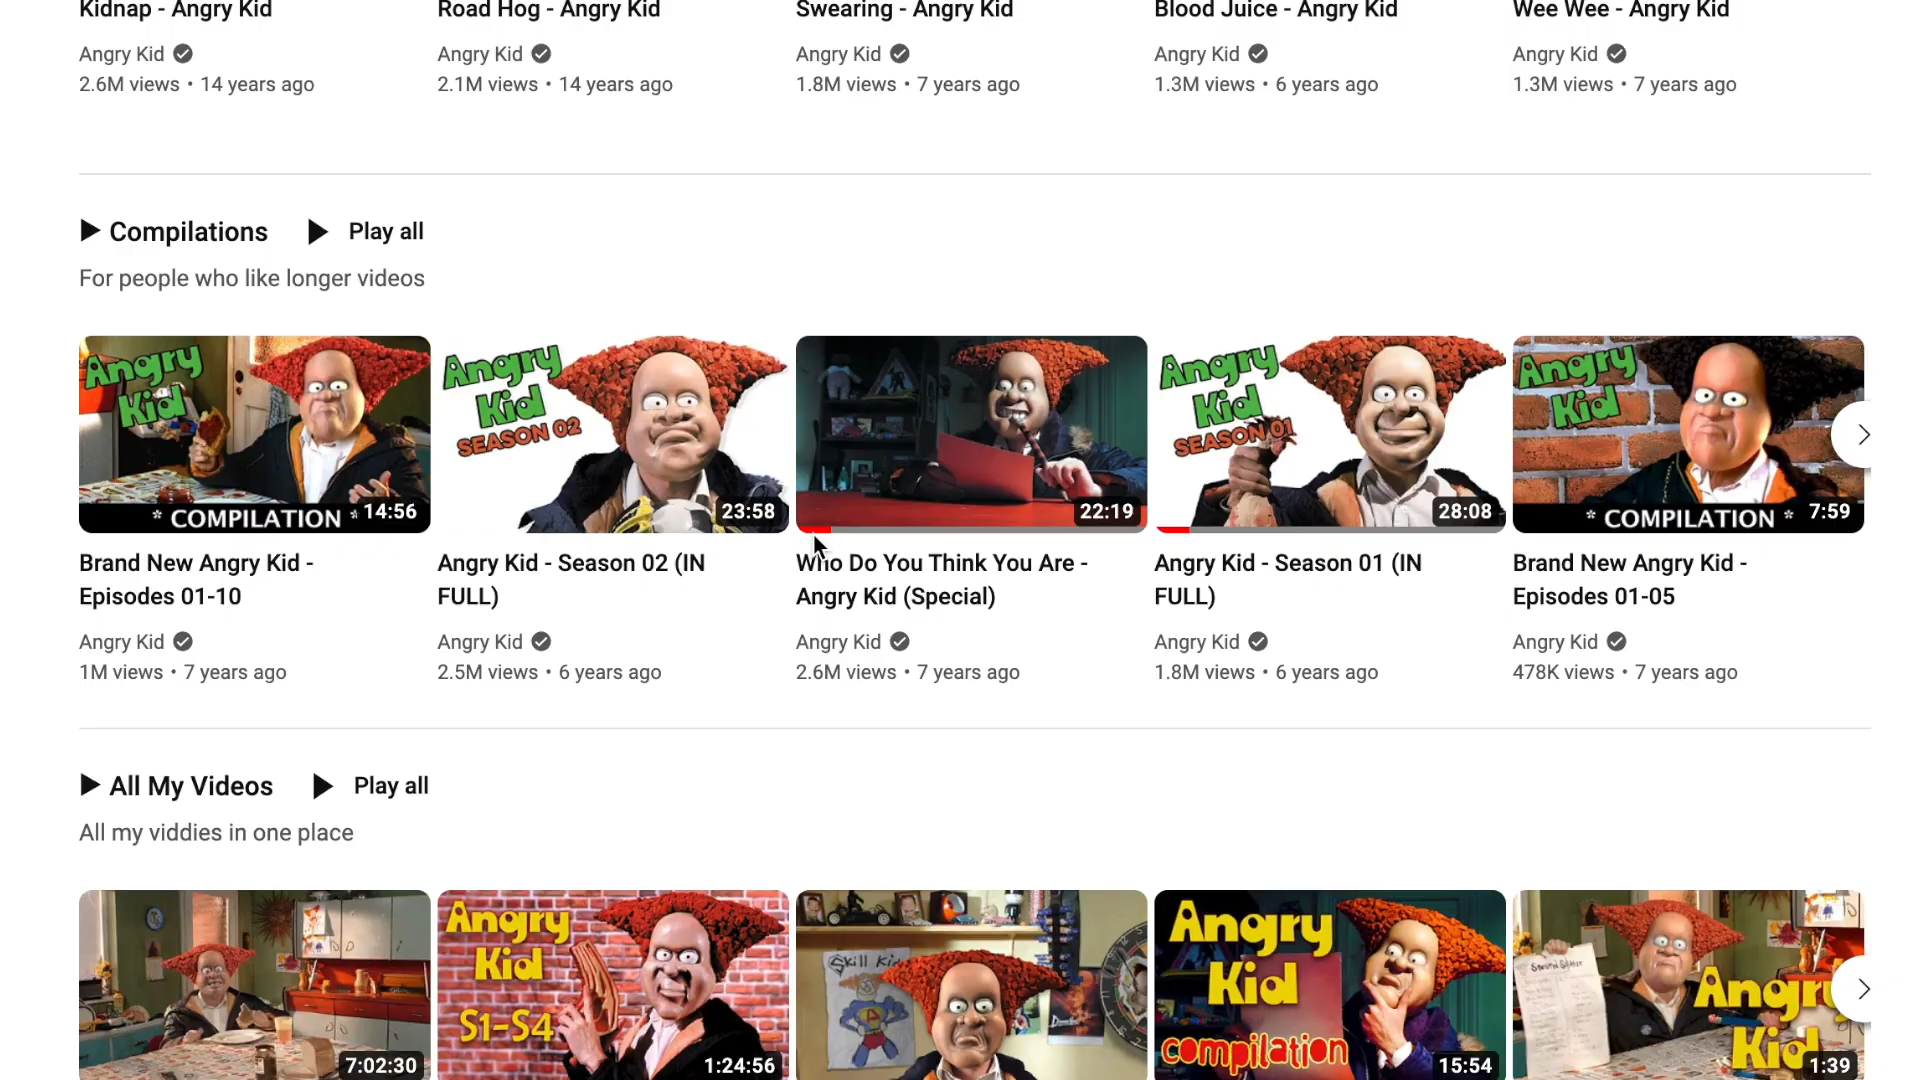 Kidnap - Angry Kid
Road Hog - Angry Kid
Swearing - Angry Kid
Blood Juice - Angry Kid
Wee Wee - Angry Kid
Angry Kid
Angry Kid
Angry Kid
Angry Kid
Angry Kid
2.6M views • 14 years ago
2.1M views • 14 years ago
1.8M views • 7 years ago
1.3M views • 6 years ago
1.3M views • 7 years ago
Compilations
Play all
For people who like longer videos
Angry
Kid
* COMPILATION *
14:56
Angry
Kid
SEASON 02
23:58
22:19
Angry
Kid
SEASON 01
28:08
Angry
Kid
* COMPILATION *
7:59
Brand New Angry Kid -
Episodes 01-10
Angry Kid - Season 02 (IN
FULL)
Who Do You Think You Are -
Angry Kid (Special)
Angry Kid - Season 01 (IN
FULL)
Brand New Angry Kid -
Episodes 01-05
Angry Kid
Angry Kid
Angry Kid
Angry Kid
Angry Kid
1M views • 7 years ago
2.5M views • 6 years ago
2.6M views • 7 years ago
1.8M views • 6 years ago
478K views • 7 years ago
All My Videos
Play all
All my viddies in one place
7:02:30
Angry
Kid
S1-S4
1:24:56
Skill Kid
Angry
Kid
compilation
15:54
Angry
Kid
1:39